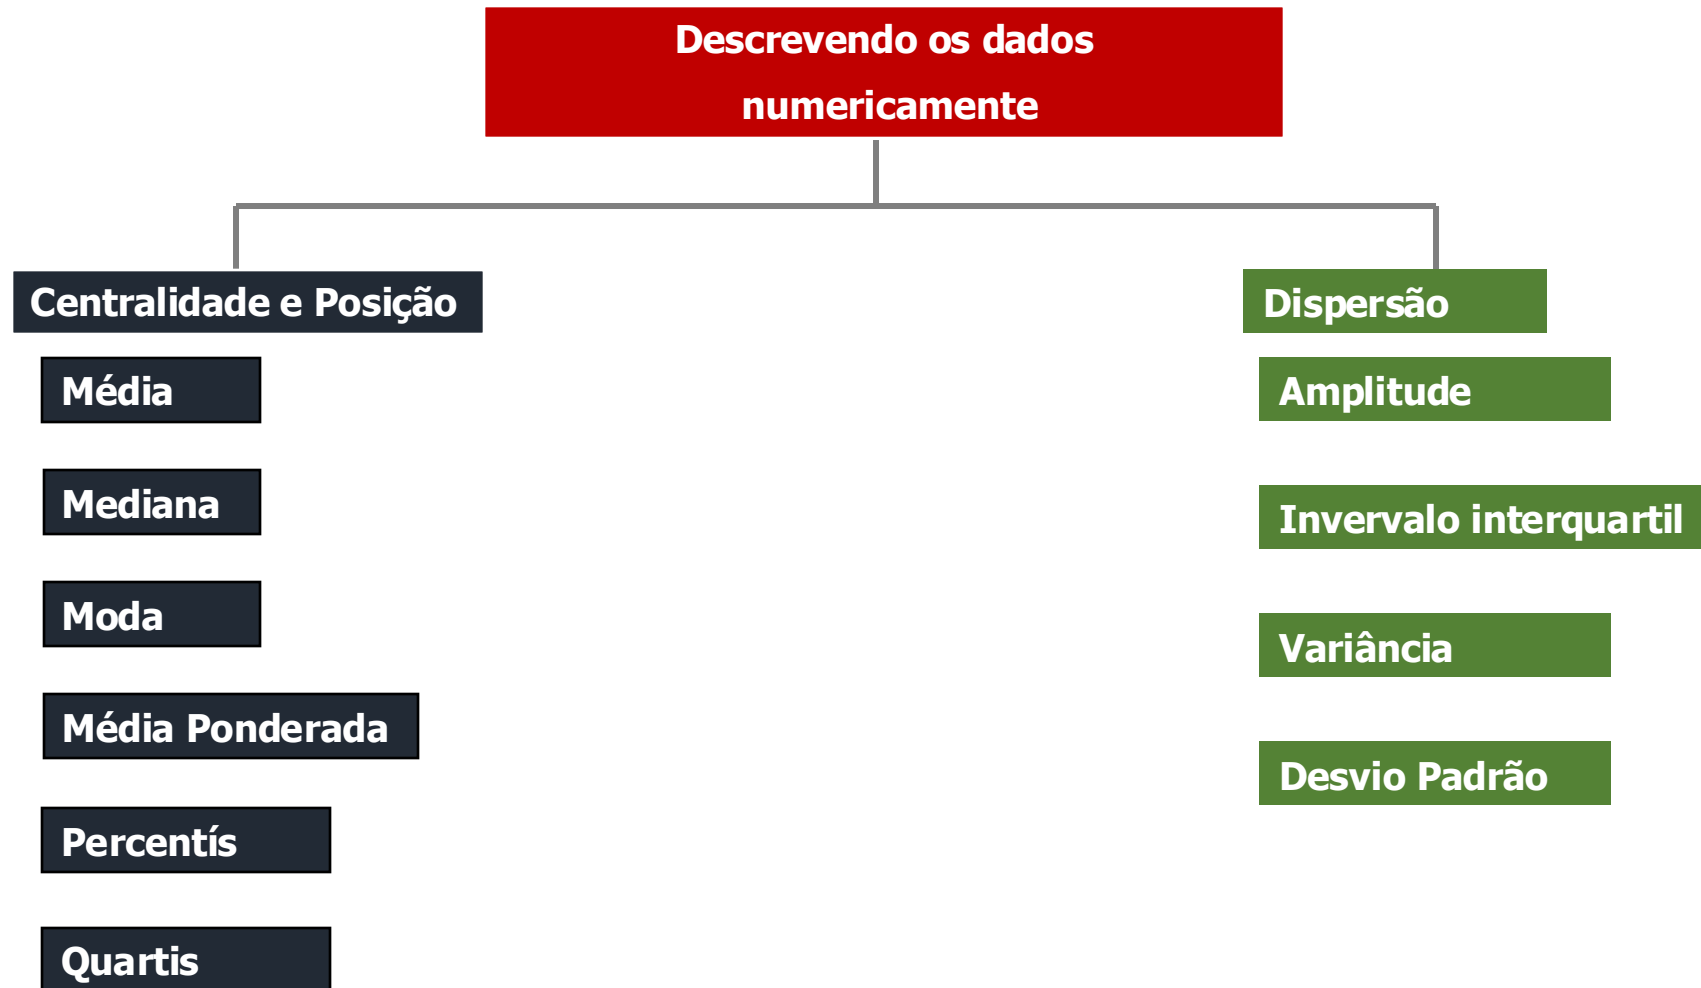 Descrevendo os dados
numericamente
Centralidade e Posição
Média
Mediana
Moda
Média Ponderada
Percentís
Quartis
Dispersão
Amplitude
Invervalo interquartil
Variância
Desvio Padrão